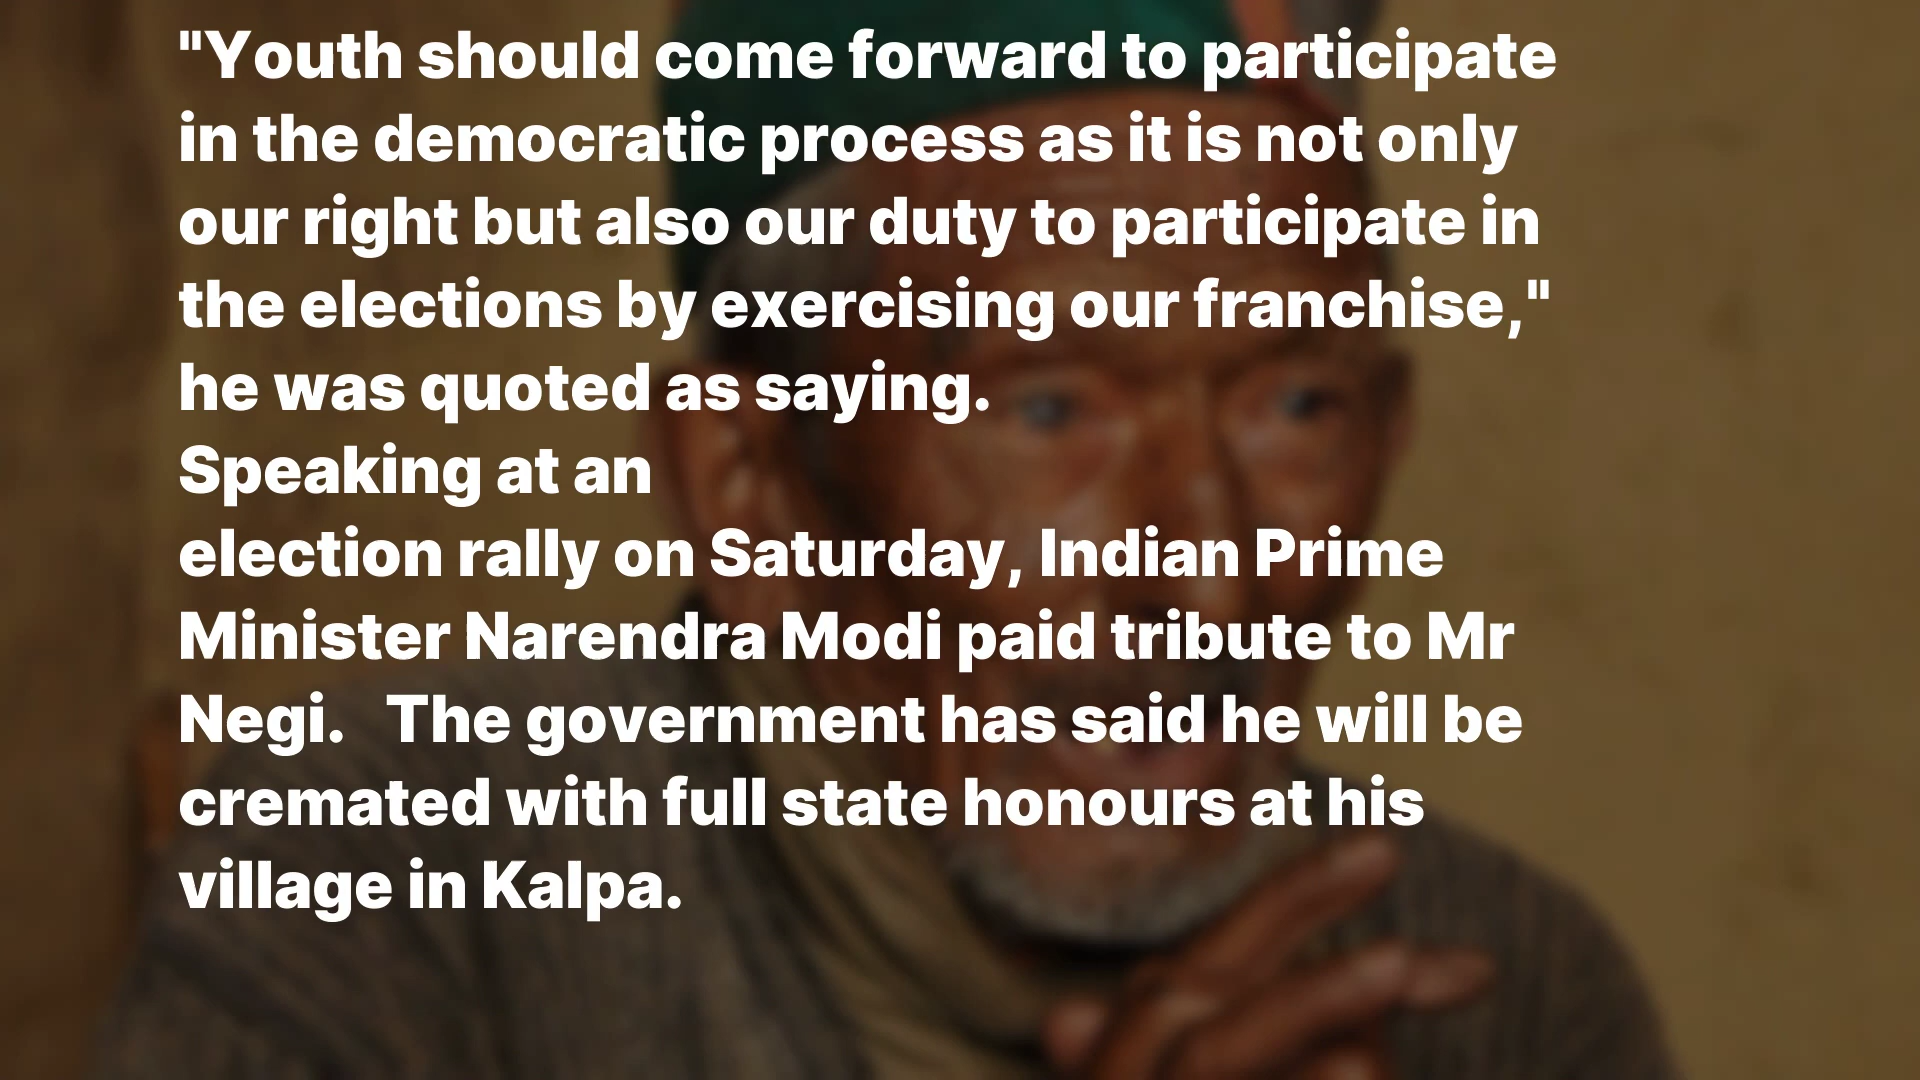 "Youth should come forward to participate
in the democratic process as it is not only
our right but also our duty to participate in
the elections by exercising our franchise,"
he was quoted as saying.
Speaking at an
election rally on Saturday, Indian Prime
Minister Narendra Modi paid tribute to Mr
Negi.   The government has said he will be
cremated with full state honours at his
village in Kalpa.